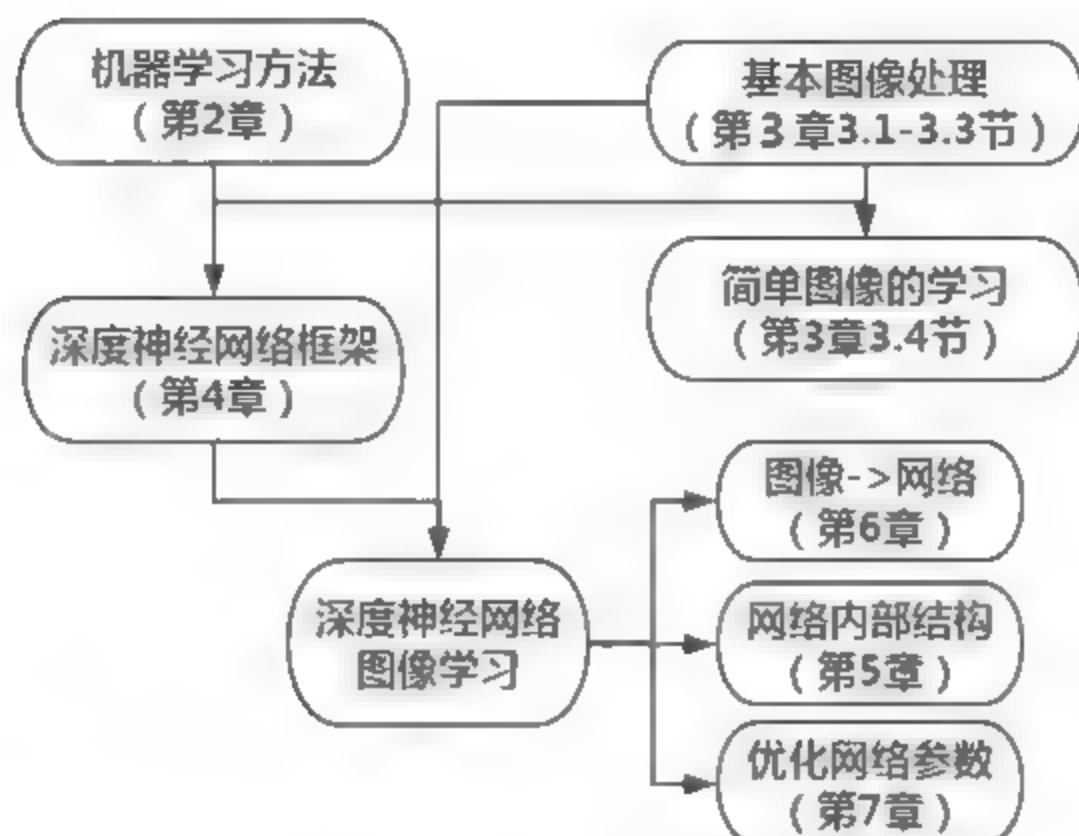 机器学习方法
（第2章）
基本图像处理
（第3章3.1-3.3节）
简单图像的学习
（第3章3.4节）
深度神经网络框架
（第4章）
图像->网络
（第6章）
深度神经网络
图像学习
网络内部结构
（第5章）
优化网络参数
（第7章）